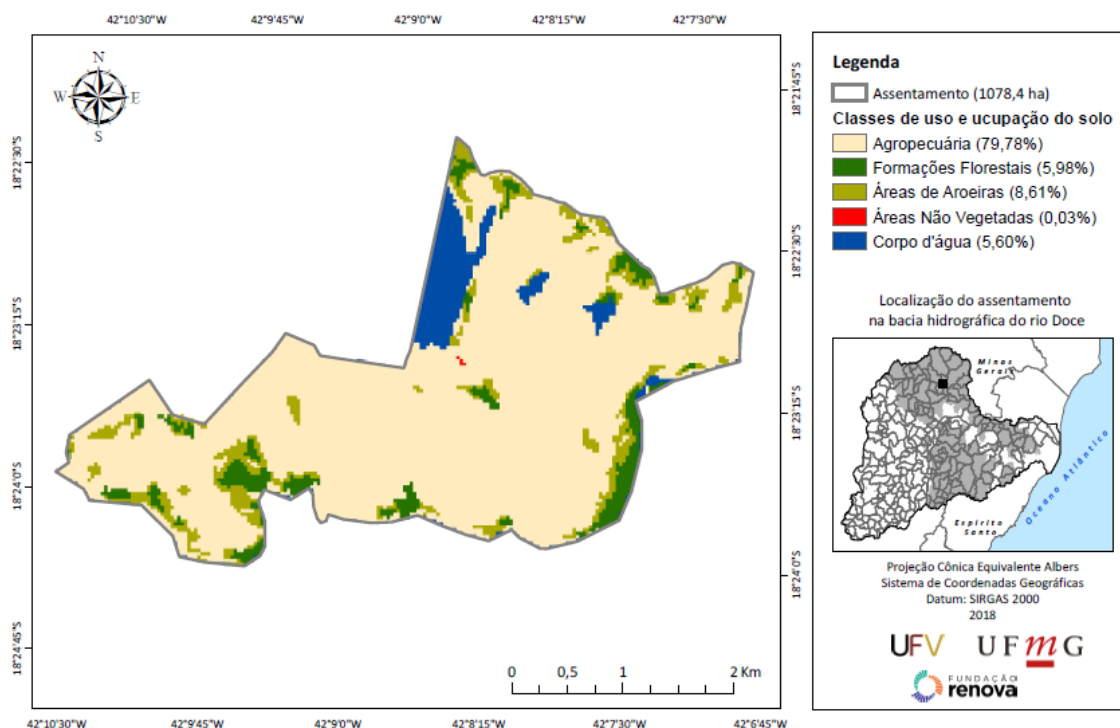 42°10'30"W 42°9'45"W 42°9'0"W 42°8'15"W 42°7'30"W
N
W E
S
18°22'30"S
18°23'15"S
18°24'0"S
18°24'45"S
18°21'45"S
18°22'30"S
18°23'15"S
18°24'0"S
0 0,5 1 2 Km
42°10'30"W 42°9'45"W 42°9'0"W 42°8'15"W 42°7'30"W 42°6'45"W
Legenda
Assentamento (1078,4 ha)
Classes de uso e ucupação do solo
Agropecuária (79,78%)
Formações Florestais (5,98%)
Áreas de Aroeiras (8,61%)
Áreas Não Vegetadas (0,03%)
Corpo d'água (5,60%)
Localização do assentamento
na bacia hidrográfica do rio Doce
Minas
Gerais
Oceano Atlântico
Espírito
Santo
Projeção Cônica Equivalente Albers
Sistema de Coordenadas Geográficas
Datum: SIRGAS 2000
2018
UFV UFmG
FUNDAÇÃO
renova